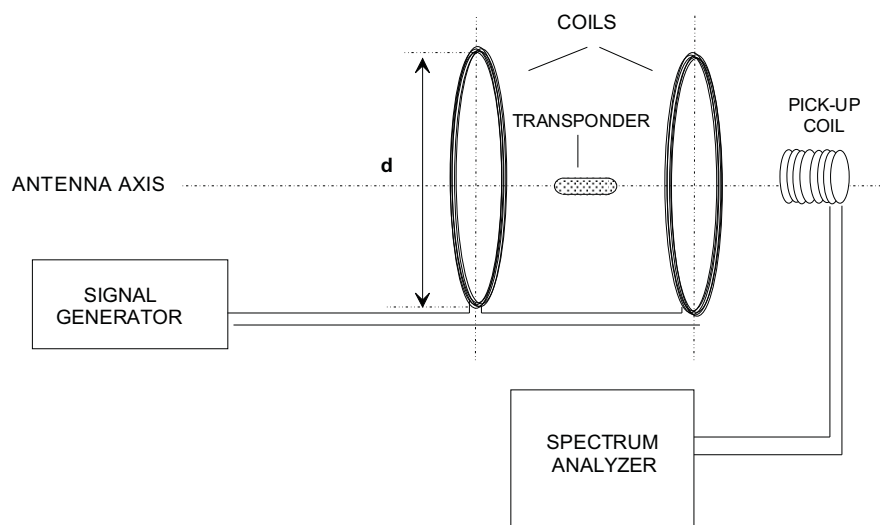 COILS
PICK-UP
COIL
TRANSPONDER
d
ANTENNA AXIS
SIGNAL
GENERATOR
SPECTRUM
ANALYZER